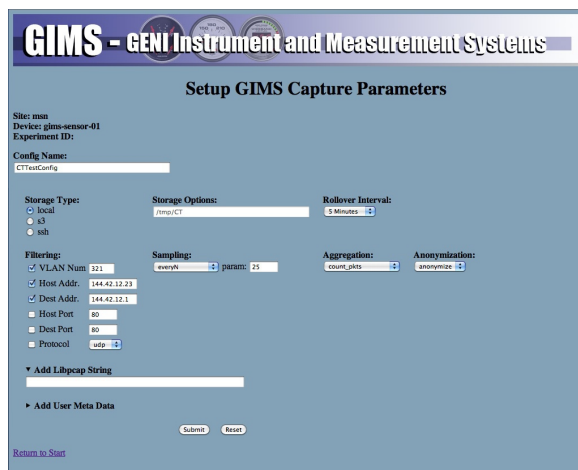 GIMS - GENI Instrument and Measurement Systems
Setup GIMS Capture Parameters
Site: msn
Device: gims-sensor-01
Experiment ID:
Config Name:
CTTestConfig
Storage Type:
local
s3
ssh
Storage Options:
/tmp/CT
Rollover Interval:
5 Minutes
Filtering:
VLAN Num 321
Host Addr. 144.42.12.23
Dest Addr. 144.42.12.1
Host Port 80
Dest Port 80
Protocol udp
Sampling:
everyN param: 25
Aggregation:
count_pkts
Anonymization:
anonymize
Add Libpcap String
Add User Meta Data
Submit Reset
Return to Start